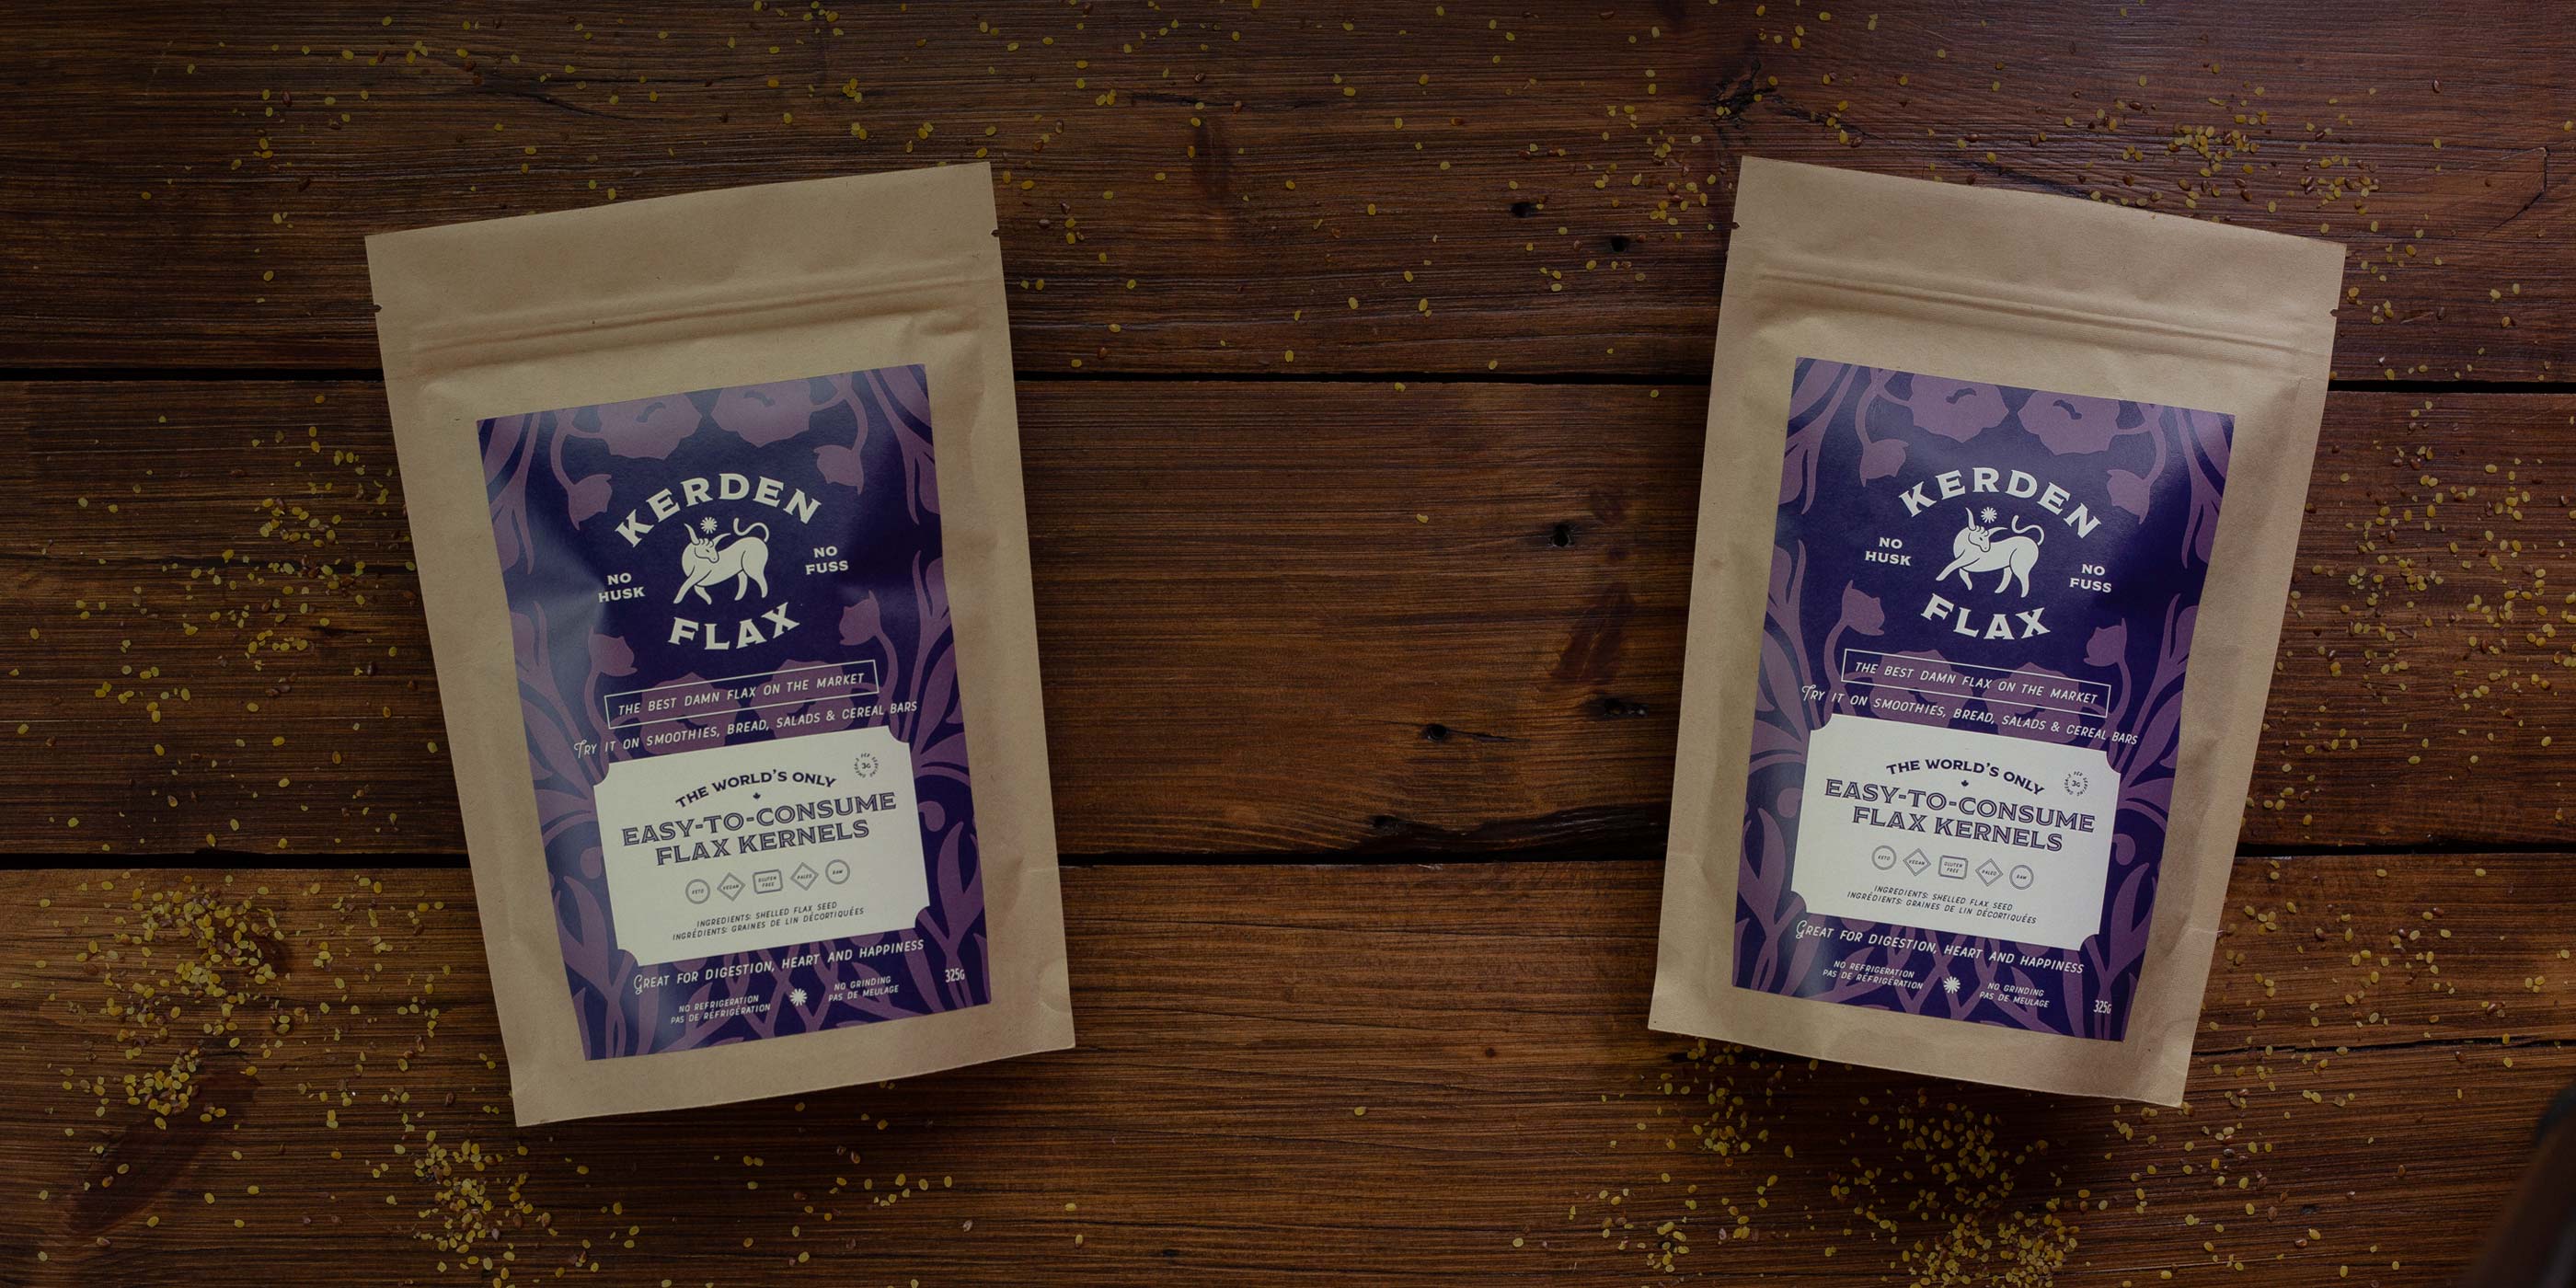 KERDEN
NO
HUSK
NO
FUSS
FLAX
THE BEST DAMN FLAX ON THE MARKET
TRY IT ON SMOOTHIES, BREAD, SALADS & CEREAL BARS
THE WORLD'S ONLY
EASY-TO-CONSUME
FLAX KERNELS
KETO
VEGAN
GLUTEN
FREE
PALEO
RAW
INGREDIENTS: SHELLED FLAX SEED
INGRÉDIENTS: GRAINES DE LIN DÉCORTIQUÉES
GREAT FOR DIGESTION, HEART AND HAPPINESS
NO REFRIGERATION
PAS DE RÉFRIGÉRATION
NO GRINDING
PAS DE MEULAGE
325G
KERDEN
NO
HUSK
NO
FUSS
FLAX
THE BEST DAMN FLAX ON THE MARKET
TRY IT ON SMOOTHIES, BREAD, SALADS & CEREAL BARS
THE WORLD'S ONLY
EASY-TO-CONSUME
FLAX KERNELS
KETO
VEGAN
GLUTEN
FREE
PALEO
RAW
INGREDIENTS: SHELLED FLAX SEED
INGRÉDIENTS: GRAINES DE LIN DÉCORTIQUÉES
GREAT FOR DIGESTION, HEART AND HAPPINESS
NO REFRIGERATION
PAS DE RÉFRIGÉRATION
NO GRINDING
PAS DE MEULAGE
325G